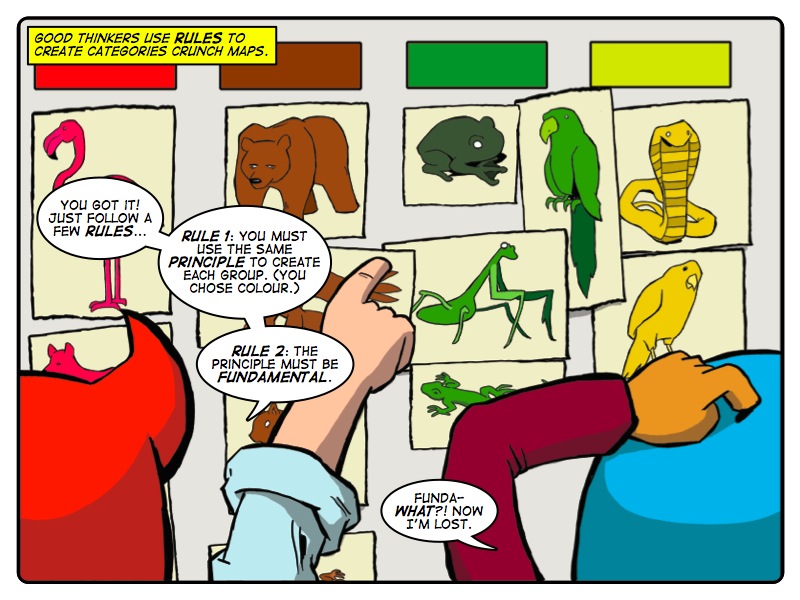 GOOD THINKERS USE RULES TO
CREATE CATEGORIES CRUNCH MAPS.
YOU GOT IT!
JUST FOLLOW A
FEW RULES...
RULE 1: YOU MUST
USE THE SAME
PRINCIPLE TO CREATE
EACH GROUP. (YOU
CHOSE COLOUR.)
RULE 2: THE
PRINCIPLE MUST BE
FUNDAMENTAL.
FUNDA--
WHAT?! NOW
I'M LOST.